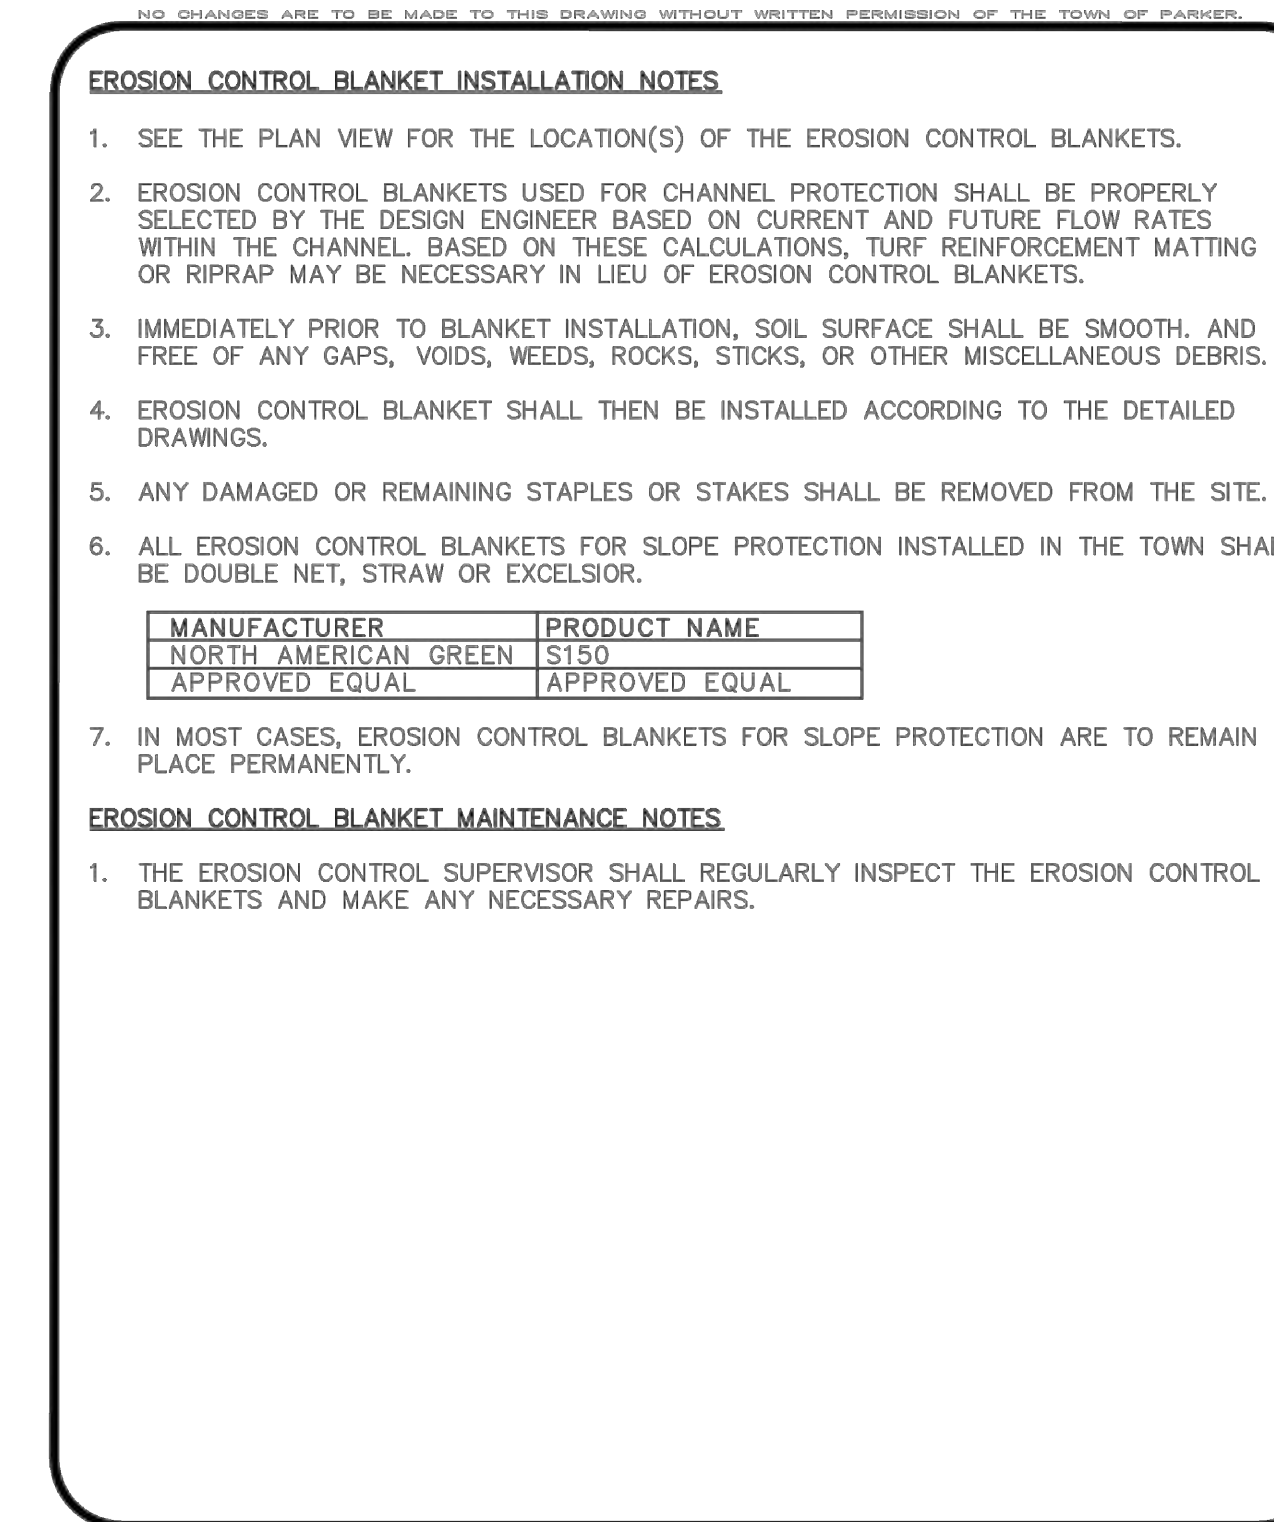 NO CHANGES ARE TO BE MADE TO THIS DRAWING WITHOUT WRITTEN PERMISSION OF THE TOWN OF PARKER.
EROSION CONTROL BLANKET INSTALLATION NOTES
1. SEE THE PLAN VIEW FOR THE LOCATION(S) OF THE EROSION CONTROL BLANKETS.
2. EROSION CONTROL BLANKETS USED FOR CHANNEL PROTECTION SHALL BE PROPERLY
SELECTED BY THE DESIGN ENGINEER BASED ON CURRENT AND FUTURE FLOW RATES
WITHIN THE CHANNEL. BASED ON THESE CALCULATIONS, TURF REINFORCEMENT MATTING
OR RIPRAP MAY BE NECESSARY IN LIEU OF EROSION CONTROL BLANKETS.
3. IMMEDIATELY PRIOR TO BLANKET INSTALLATION, SOIL SURFACE SHALL BE SMOOTH. AND
FREE OF ANY GAPS, VOIDS, WEEDS, ROCKS, STICKS, OR OTHER MISCELLANEOUS DEBRIS.
4. EROSION CONTROL BLANKET SHALL THEN BE INSTALLED ACCORDING TO THE DETAILED
DRAWINGS.
5. ANY DAMAGED OR REMAINING STAPLES OR STAKES SHALL BE REMOVED FROM THE SITE.
6. ALL EROSION CONTROL BLANKETS FOR SLOPE PROTECTION INSTALLED IN THE TOWN
BE DOUBLE NET, STRAW OR EXCELSIOR.
MANUFACTURER PRODUCT NAME
NORTH AMERICAN GREEN S150
APPROVED EQUAL APPROVED EQUAL
7. IN MOST CASES, EROSION CONTROL BLANKETS FOR SLOPE PROTECTION ARE TO REMAIN
PLACE PERMANENTLY.
EROSION CONTROL BLANKET MAINTENANCE NOTES
1. THE EROSION CONTROL SUPERVISOR SHALL REGULARLY INSPECT THE EROSION CONTROL
BLANKETS AND MAKE ANY NECESSARY REPAIRS.